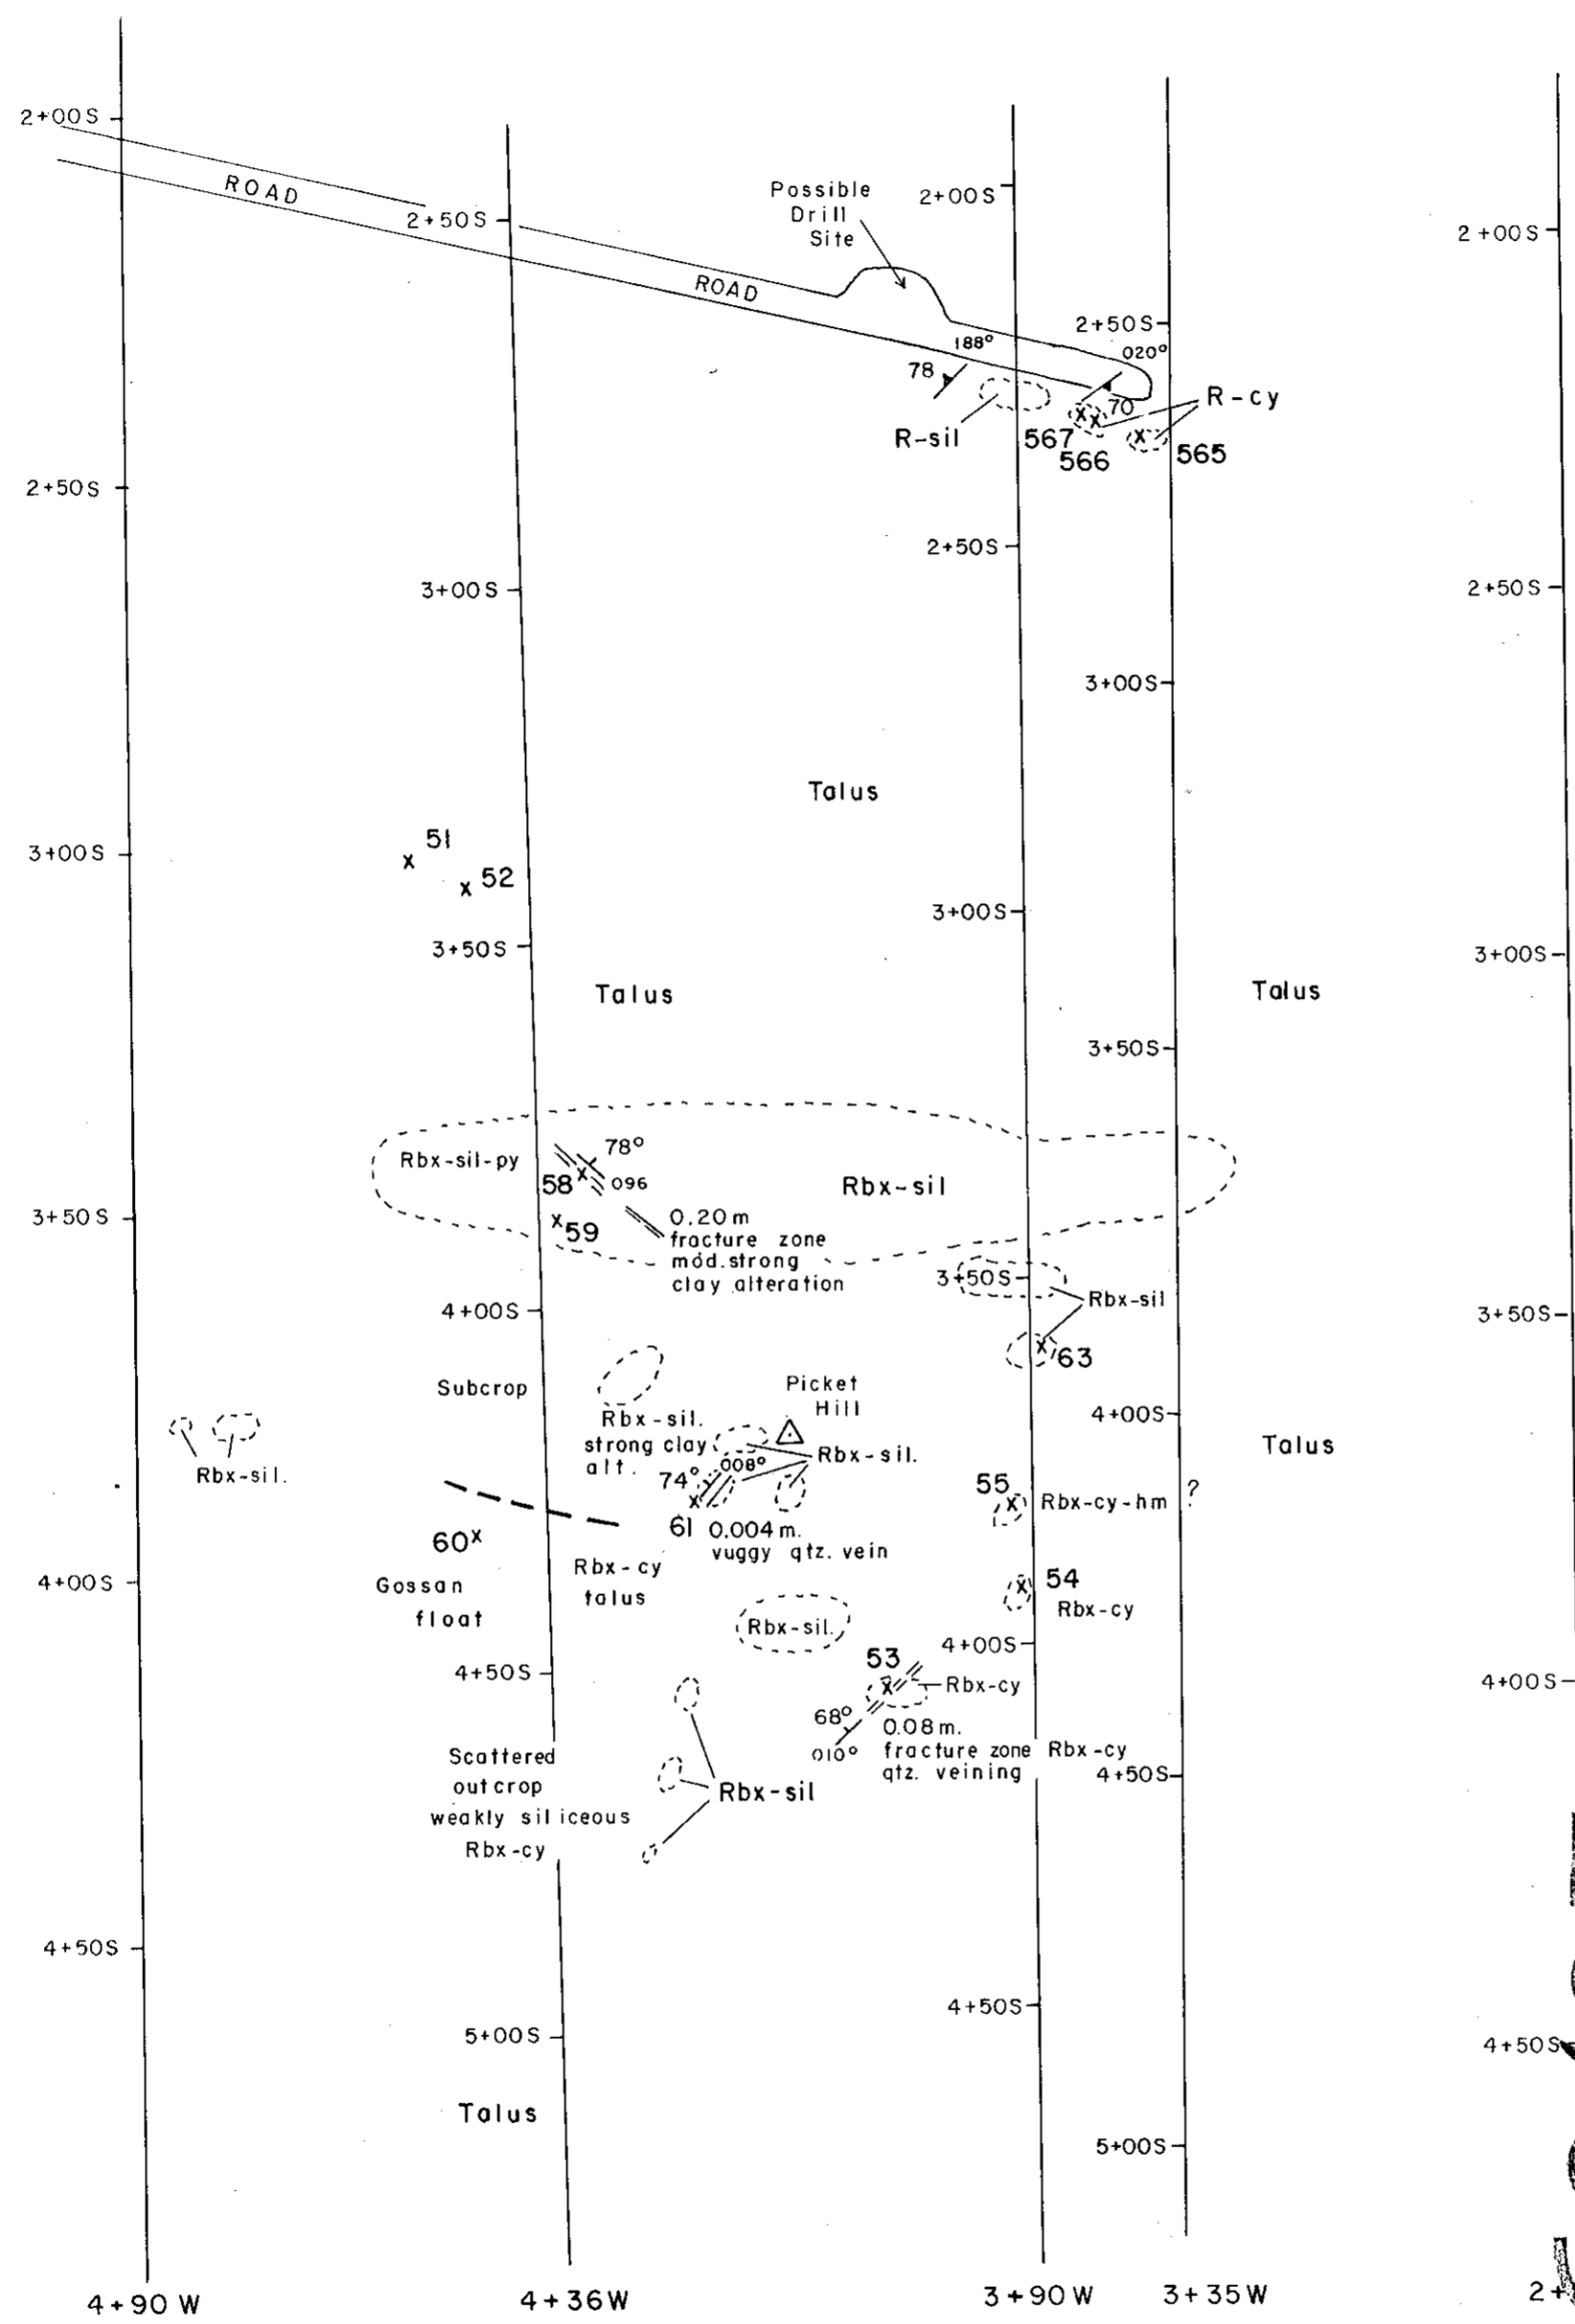 2+00S
ROAD
2+50S
Possible
Drill
Site
2+00S
2+00S
ROAD
2+50S
188°
020°
78
70
R-cy
R-sil
567
566
565
2+50S
2+50S
3+00S
2+50S
3+00S
Talus
51
52
3+00S
3+00S
3+50S
3+00S
Talus
Talus
3+50S
78°
Rbx-sil-py
58
096
Rbx-sil
3+50S
59
0.20m
fracture zone
mod.strong
clay alteration
3+50S
Rbx-sil
4+00S
3+50S
63
Subcrop
Picket
Hill
Rbx-sil.
strong clay
alt.
4+00S
Talus
Rbx-sil.
008°
Rbx-sil.
74°
55
Rbx-cy-hm
?
61
0.004m.
vuggy qtz. vein
60
Rbx-cy
talus
Gossan
float
4+00S
54
Rbx-cy
Rbx-sil.
4+00S
4+50S
53
Rbx-cy
4+00S
68°
010°
0.08m.
fracture zone
qtz. veining
Rbx-cy
4+50S
Scattered
outcrop
weakly siliceous
Rbx-cy
Rbx-sil
4+50S
4+50S
5+00S
4+50S
Talus
5+00S
4+90W
4+36W
3+90W
3+35W
2+